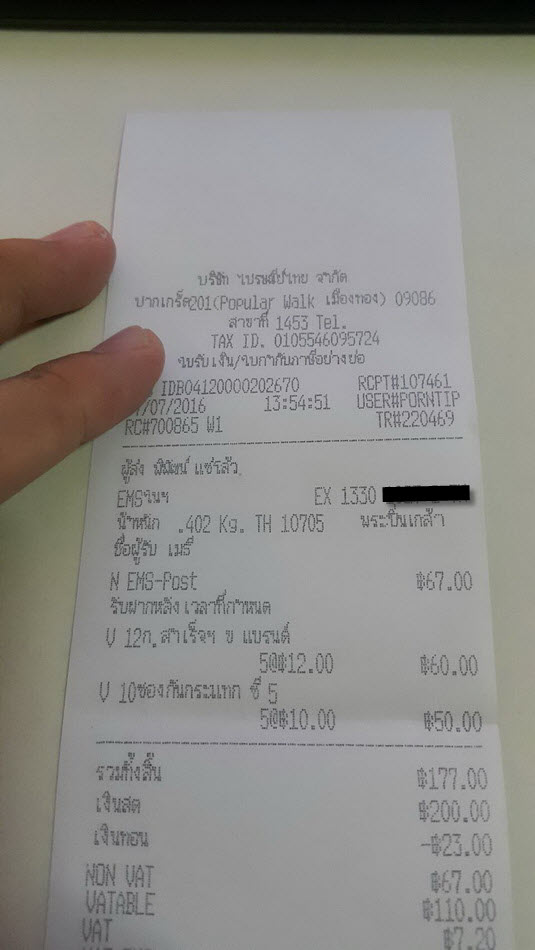 บริษัท ไปรษณีย์ไทย จำกัด
ปากเกร็ด201(Popular Walk เมืองทอง) 09086
สาขาที่ 1453 Tel.
TAX ID. 0105546095724
ใบรับเงิน/ใบกำกับภาษีอย่างย่อ
IDB04120000202670 RCPT#107461
/07/2016 13:54:51 USER#PORNTIP
RC#700865 W1 TR#220469
ผู้ส่ง พิพัฒน์ แซ่โล้ว
EMSในฯ EX 1330
น้ำหนัก .402 Kg. TH 10705 พระปิ่นเกล้า
ชื่อผู้รับ เมธี
N EMS-Post ฿67.00
รับฝากหลังเวลาที่กำหนด
V 12ก.สำเร็จฯ ข แบรนด์
5@฿12.00 ฿60.00
V 10ซองกันกระแทก ซี 5
5@฿10.00 ฿50.00
รวมทั้งสิ้น ฿177.00
เงินสด ฿200.00
เงินทอน -฿23.00
NON VAT ฿67.00
VATABLE ฿110.00
VAT ฿7.20